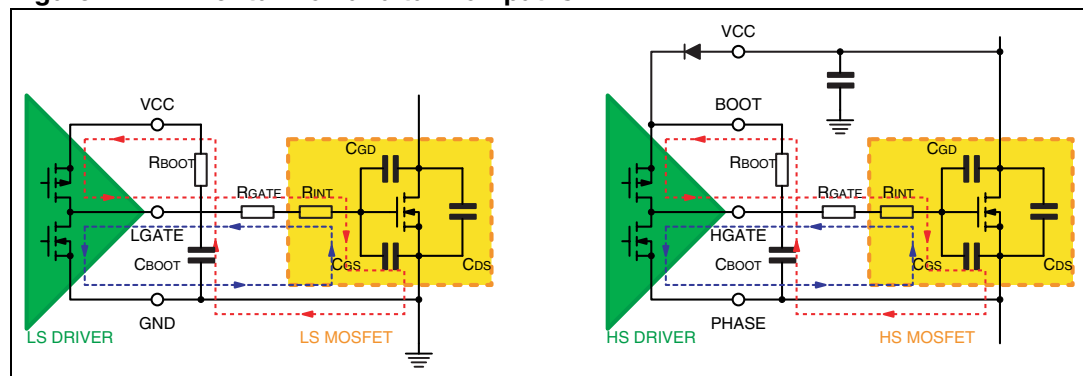 Figure
VCC
RBOOT
CGD
RGATE
RINT
LGATE
CBOOT
CGS
CDS
GND
LS DRIVER
LS MOSFET
VCC
BOOT
RBOOT
CGD
RGATE
RINT
HGATE
CBOOT
CGS
CDS
PHASE
HS DRIVER
HS MOSFET